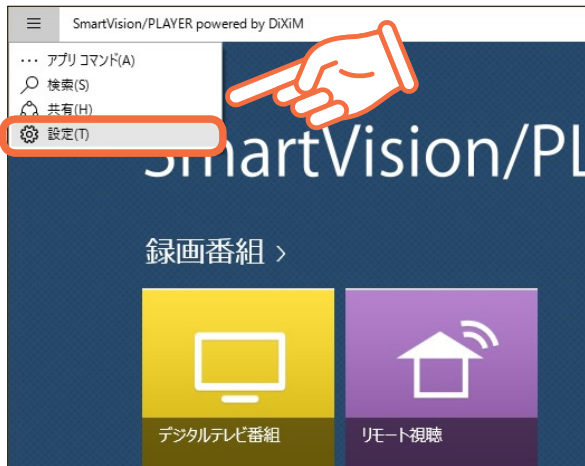 SmartVision/PLAYER powered by DiXiM
アプリ コマンド(A)
検索(S)
共有(H)
設定(T)
SmartVision/PL
録画番組
デジタルテレビ番組
リモート視聴